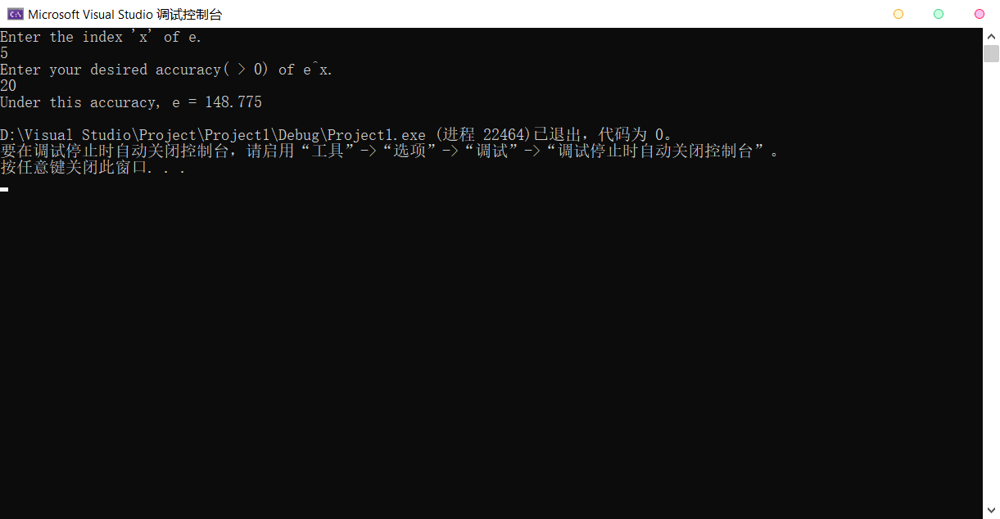 Microsoft Visual Studio 调试控制台
Enter the index 'x' of e.
5
Enter your desired accuracy( > 0) of e^x.
20
Under this accuracy, e = 148.775
D:\Visual Studio\Project\Project1\Debug\Project1.exe (进程 22464)已退出，代码为 0。
要在调试停止时自动关闭控制台，请启用“工具”->“选项”->“调试”->“调试停止时自动关闭控制台”。
按任意键关闭此窗口. . .